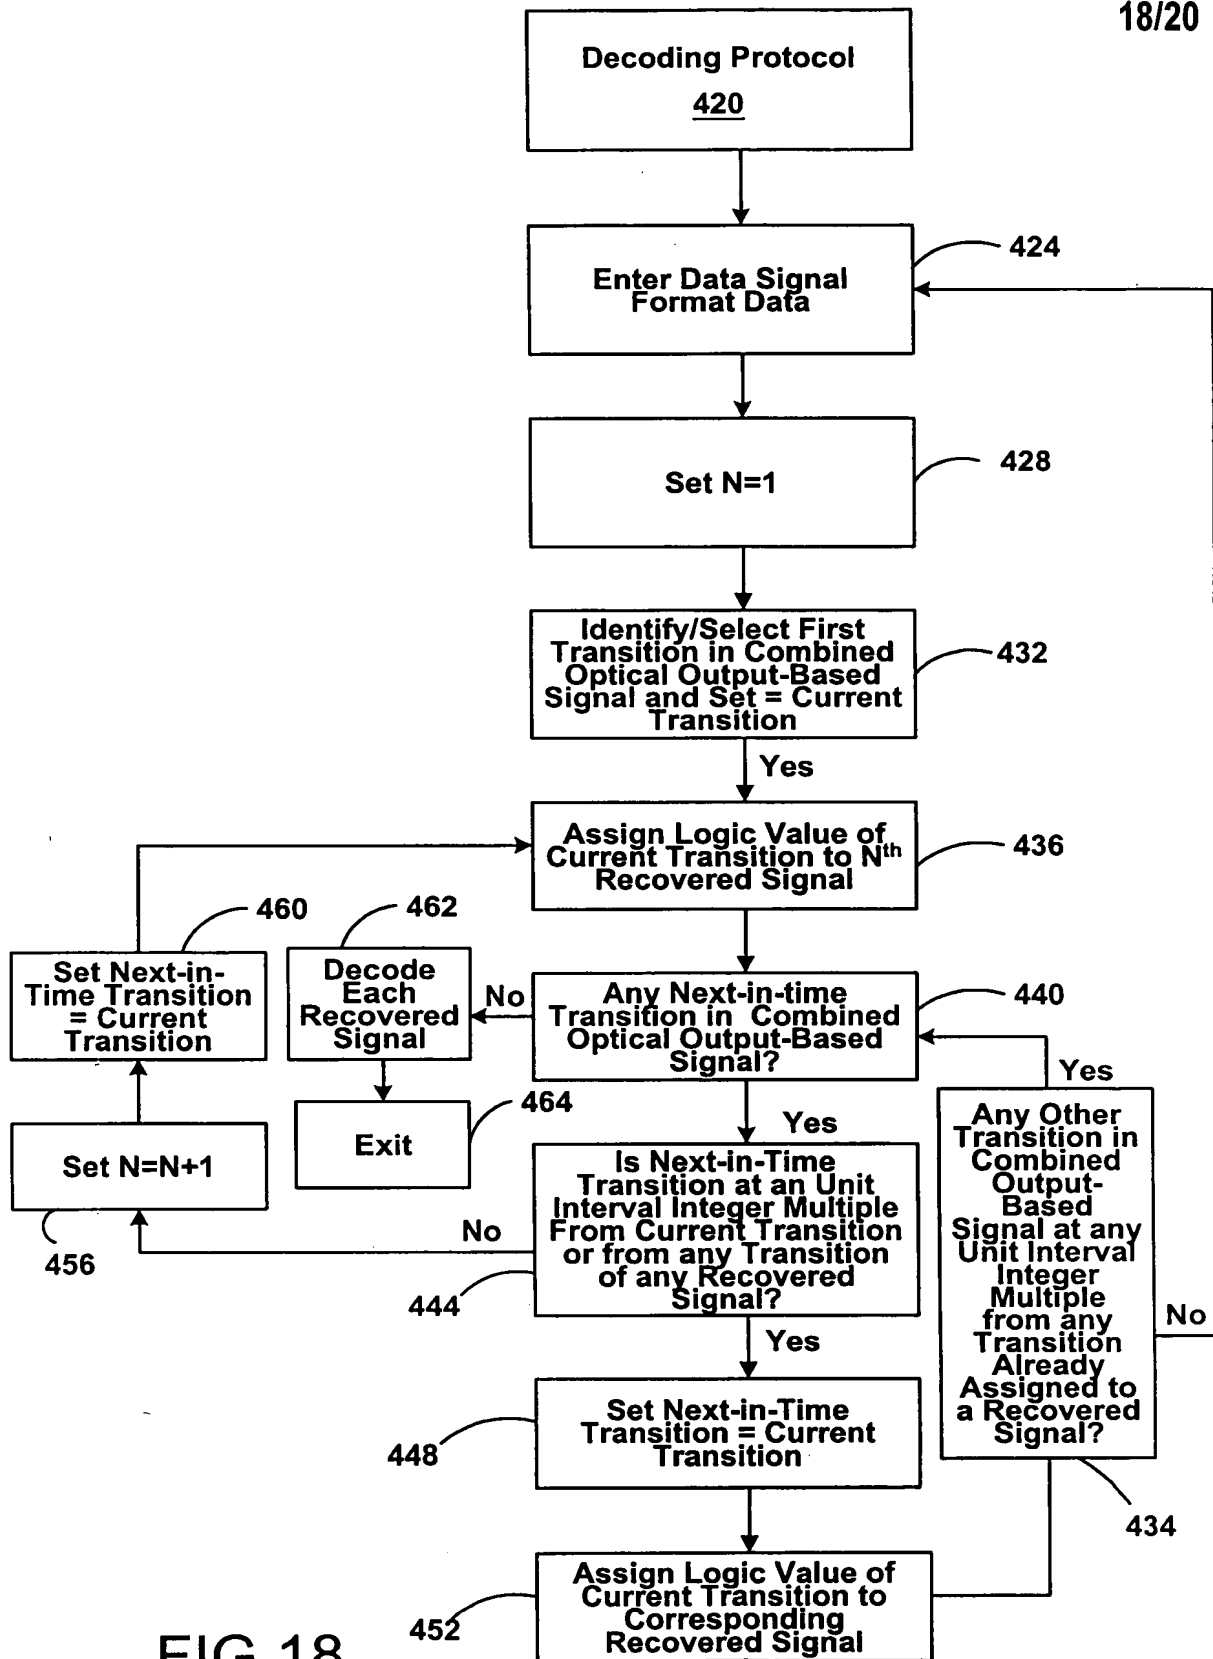 18/20
Decoding Protocol
420
Enter Data Signal
Format Data
424
Set N=1
428
Identify/Select First
Transition in Combined
Optical Output-Based
Signal and Set = Current
Transition
432
Yes
Assign Logic Value of
Current Transition to Nth
Recovered Signal
436
460
462
Set Next-in-
Time Transition
= Current
Transition
Decode
Each
Recovered
Signal
No
Any Next-in-time
Transition in Combined
Optical Output-Based
Signal?
440
Yes
Yes
464
Exit
Set N=N+1
456
No
Is Next-in-Time
Transition at an Unit
Interval Integer Multiple
From Current Transition
or from any Transition
of any Recovered
Signal?
444
Any Other
Transition in
Combined
Output-
Based
Signal at any
Unit Interval
Integer
Multiple
from any
Transition
Already
Assigned to
a Recovered
Signal?
No
434
Yes
Set Next-in-Time
Transition = Current
Transition
448
Assign Logic Value of
Current Transition to
Corresponding
Recovered Signal
452
FIG 18